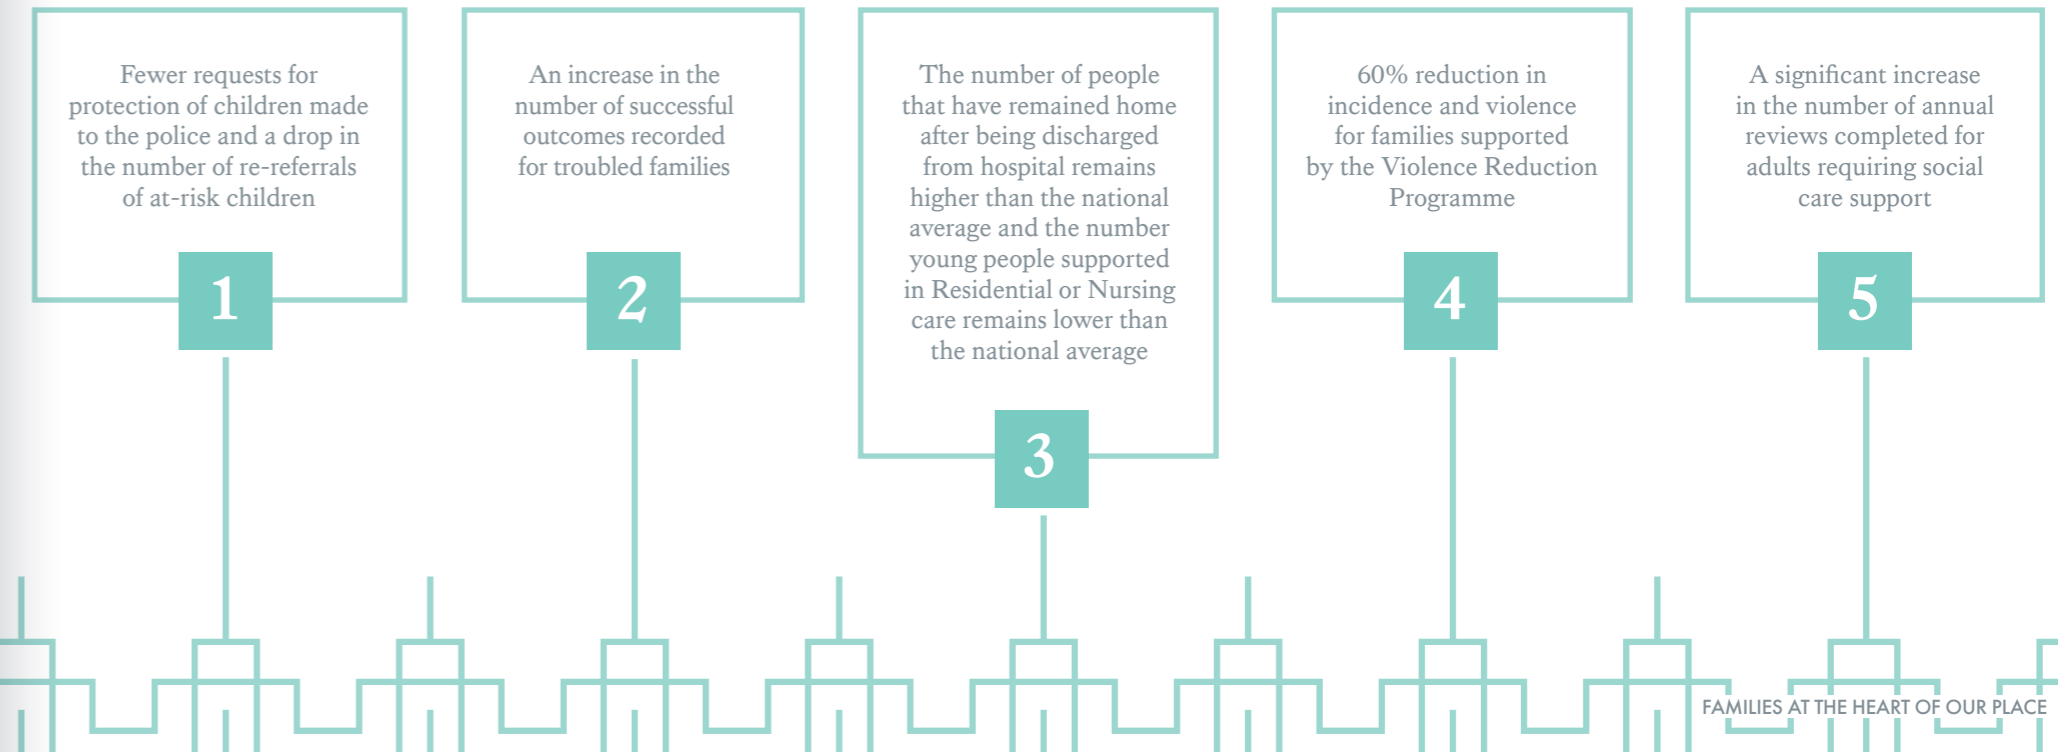 Fewer requests for
protection of children made
to the police and a drop in
the number of re-referrals
of at-risk children
1
An increase in the
number of successful
outcomes recorded
for troubled families
2
The number of people
that have remained home
after being discharged
from hospital remains
higher than the national
average and the number
young people supported
in Residential or Nursing
care remains lower than
the national average
3
60% reduction in
incidence and violence
for families supported
by the Violence Reduction
Programme
4
A significant increase
in the number of annual
reviews completed for
adults requiring social
care support
5
FAMILIES AT THE HEART OF OUR PLACE